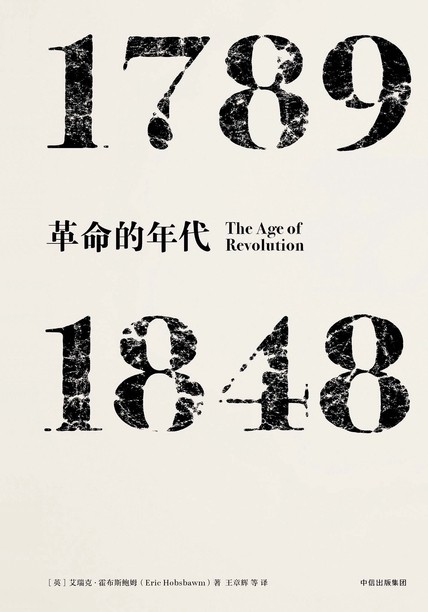 1789
革命的年代
The Age of
Revolution
1848
[英] 艾瑞克·霍布斯鲍姆 (Eric Hobsbawm) 著 王章辉 等 译
中信出版集团